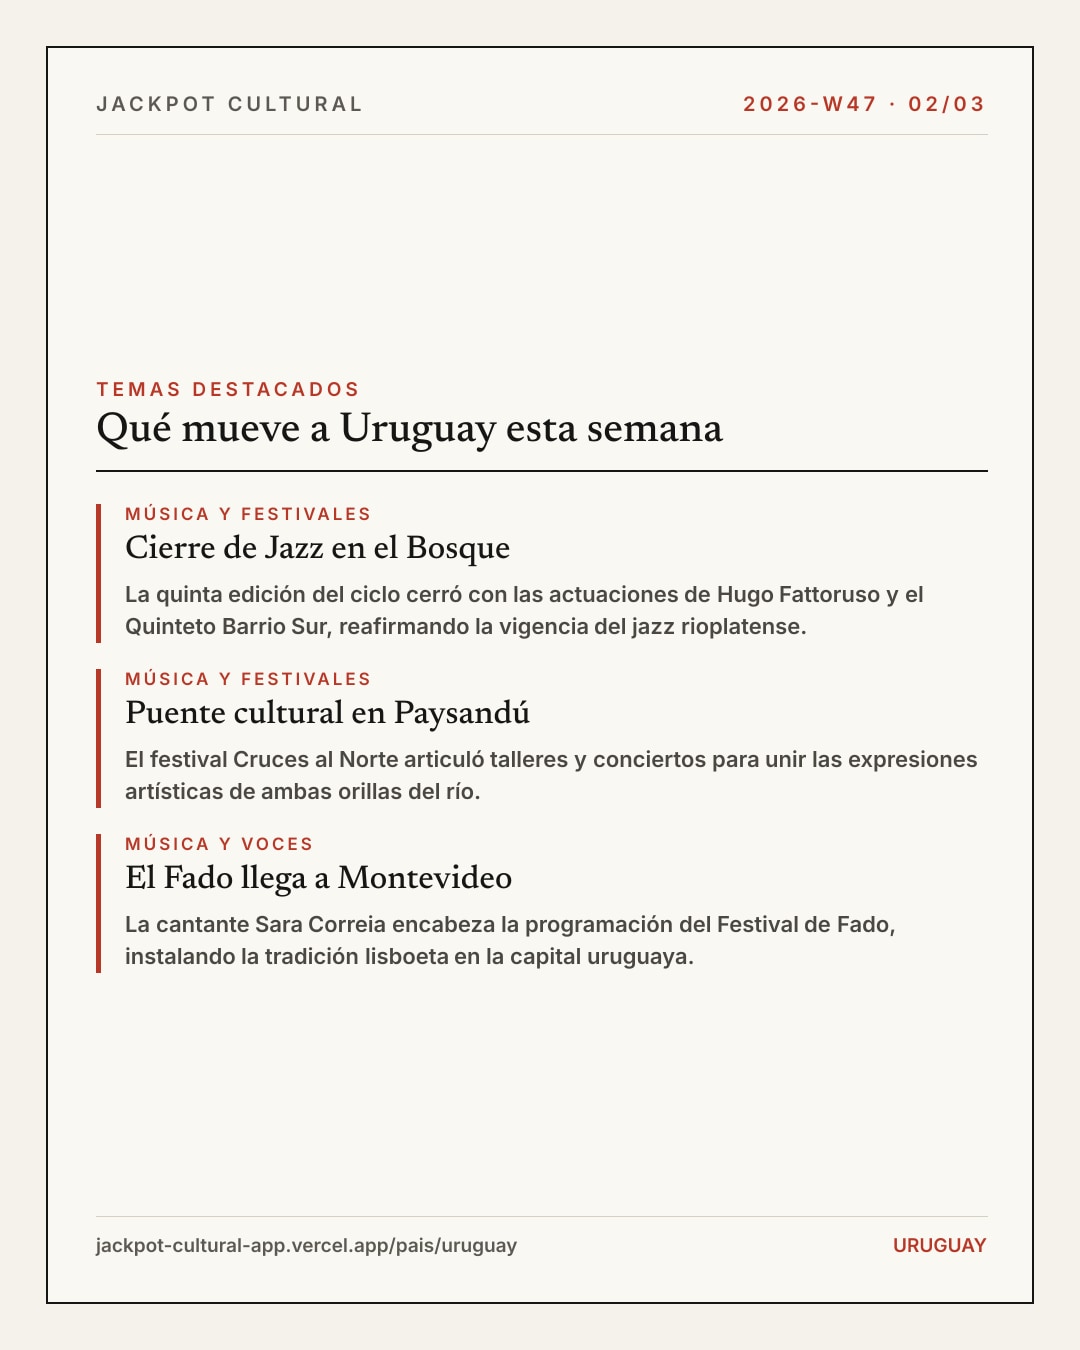 JACKPOT CULTURAL
2026-W47 · 02/03
TEMAS DESTACADOS
Qué mueve a Uruguay esta semana
MÚSICA Y FESTIVALES
Cierre de Jazz en el Bosque
La quinta edición del ciclo cerró con las actuaciones de Hugo Fattoruso y el
Quinteto Barrio Sur, reafirmando la vigencia del jazz rioplatense.
MÚSICA Y FESTIVALES
Puente cultural en Paysandú
El festival Cruces al Norte articuló talleres y conciertos para unir las expresiones
artísticas de ambas orillas del río.
MÚSICA Y VOCES
El Fado llega a Montevideo
La cantante Sara Correia encabeza la programación del Festival de Fado,
instalando la tradición lisboeta en la capital uruguaya.
jackpot-cultural-app.vercel.app/pais/uruguay
URUGUAY